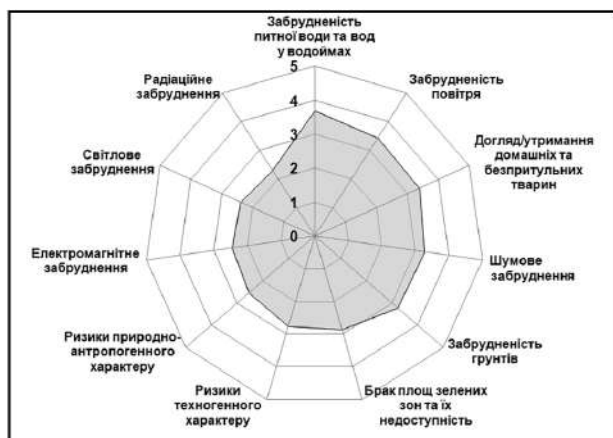 Забрудненість
питної води та вод
у водоймах
Забрудненість
повітря
Догляд/утримання
домашніх та
безпритульних
тварин
Шумове
забруднення
Забрудненість
грунтів
Брак площ зелених
зон та їх
недоступність
Ризики
техногенного
характеру
Ризики природно-
антропогенного
характеру
Електромагнітне
забруднення
Світлове
забруднення
Радіаційне
забруднення
5
4
3
2
1
0